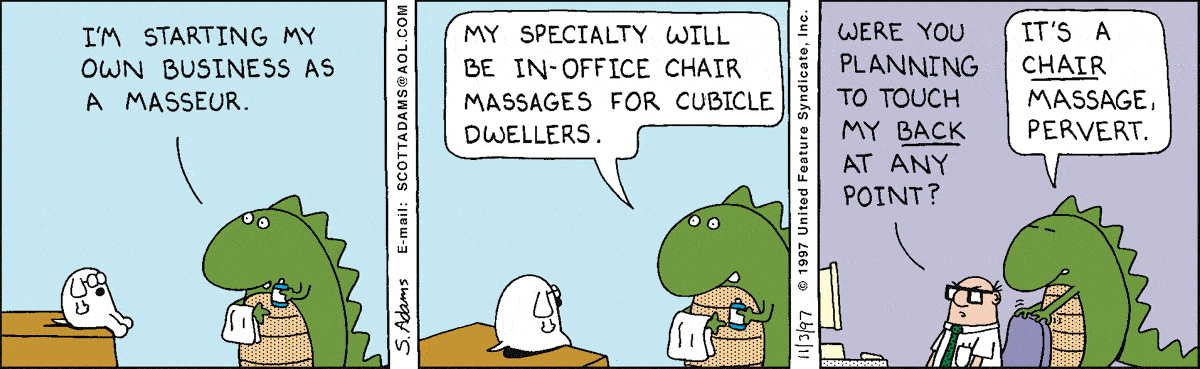 I'M STARTING MY
OWN BUSINESS AS
A MASSEUR.
S. Adams E-mail: SCOTTADAMS@AOL.COM
MY SPECIALTY WILL
BE IN-OFFICE CHAIR
MASSAGES FOR CUBICLE
DWELLERS.
11/3/97 © 1997 United Feature Syndicate, Inc.
WERE YOU
PLANNING
TO TOUCH
MY BACK
AT ANY
POINT?
IT'S A
CHAIR
MASSAGE,
PERVERT.